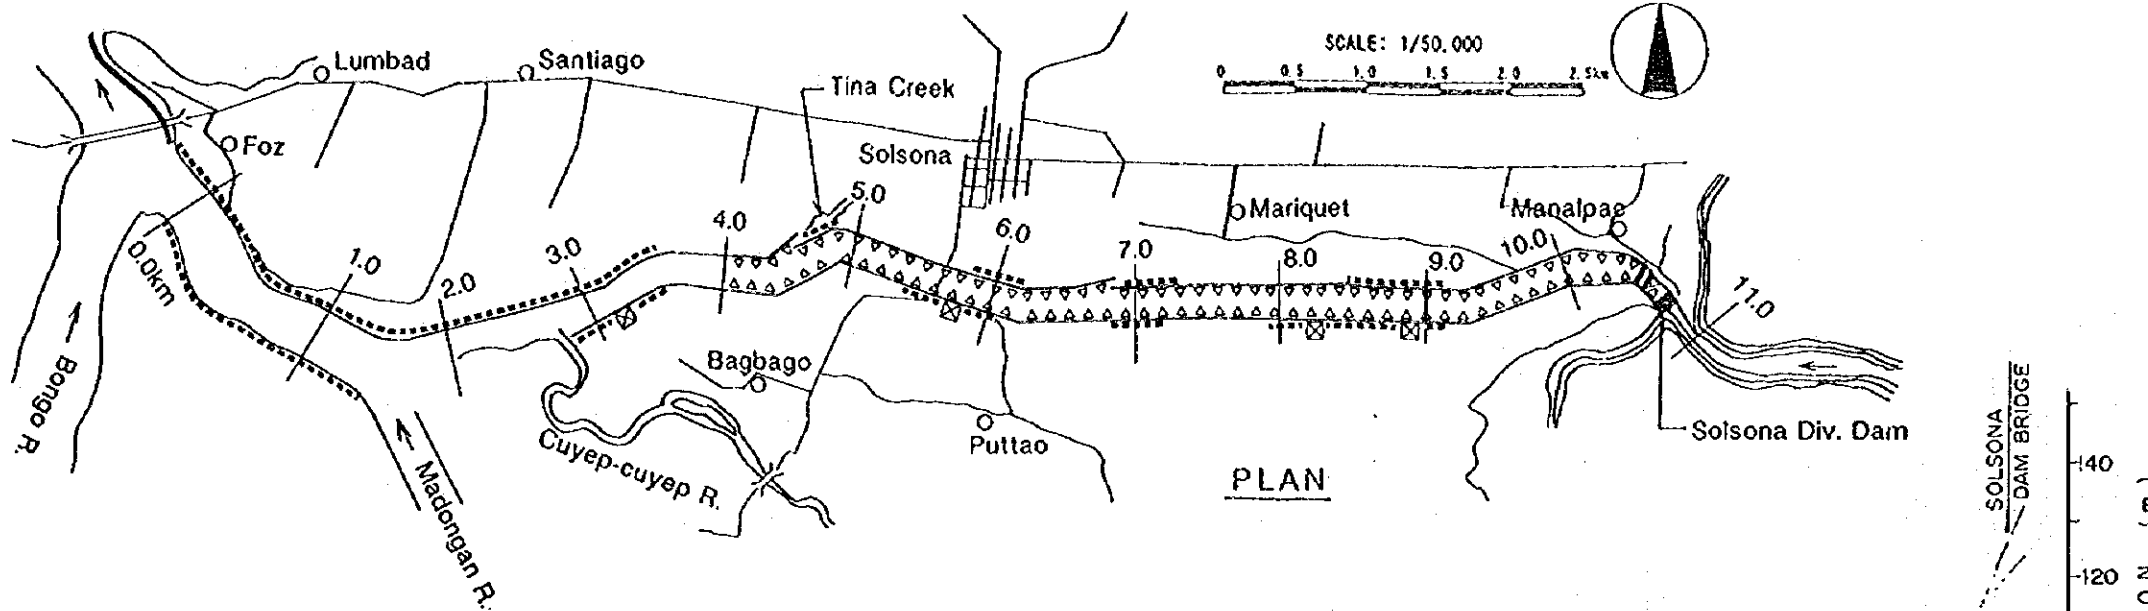 SCALE: 1/50,000
0 0.5 1.0 1.5 2.0 2.5km
Lumbad
Santiago
Tina Creek
Foz
Solsona
5.0
4.0
6.0
Mariquet
Manalpac
0.0km
1.0
2.0
3.0
7.0
8.0
9.0
10.0
11.0
Bongo R.
Bagbago
Puttao
Cuyep-cuyep R.
Madongan R.
Solsona Div. Dam
PLAN
SOLSONA
DAM BRIDGE
140
120